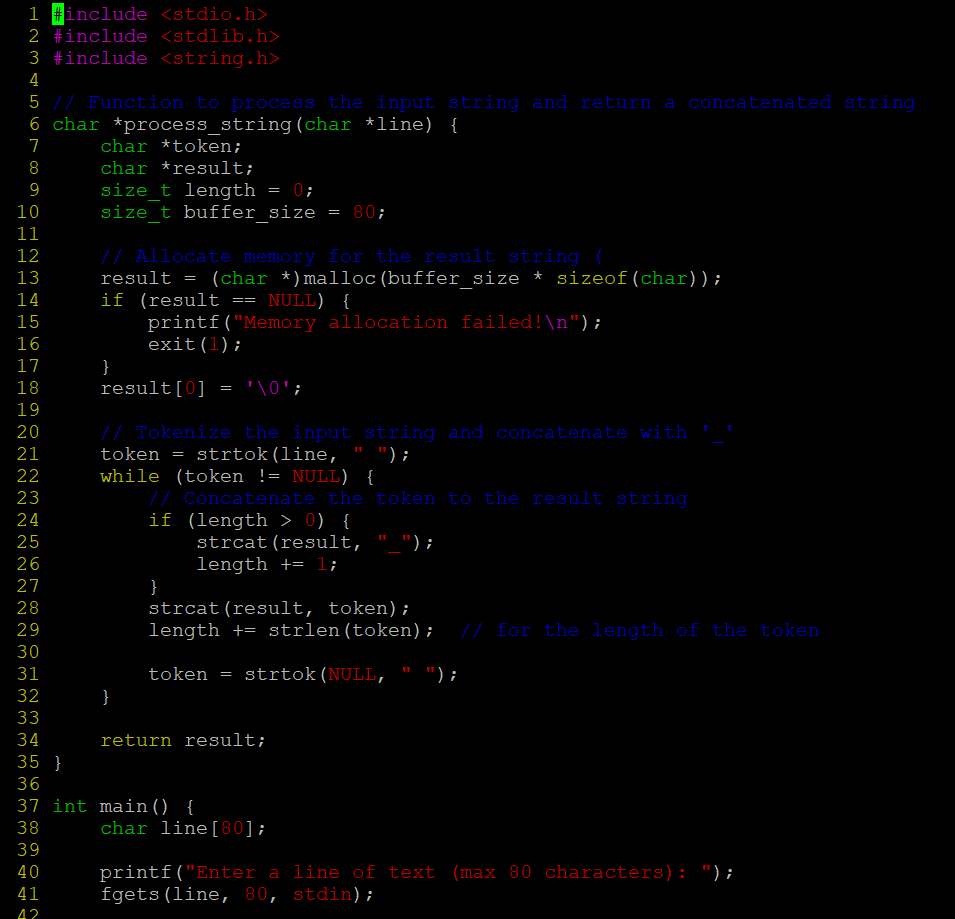 1 #include <stdio.h>
2 #include <stdlib.h>
3 #include <string.h>
4
5 // Function to process the input string and return a concatenated string
6 char *process_string(char *line) {
7     char *token;
8     char *result;
9     size_t length = 0;
10     size_t buffer_size = 80;
11
12     // Allocate memory for the result string (
13     result = (char *)malloc(buffer_size * sizeof(char));
14     if (result == NULL) {
15         printf("Memory allocation failed!\n");
16         exit(1);
17     }
18     result[0] = '\0';
19
20     // Tokenize the input string and concatenate with '_'
21     token = strtok(line, " ");
22     while (token != NULL) {
23         // Concatenate the token to the result string
24         if (length > 0) {
25             strcat(result, "_");
26             length += 1;
27         }
28         strcat(result, token);
29         length += strlen(token);  // for the length of the token
30
31         token = strtok(NULL, " ");
32     }
33
34     return result;
35 }
36
37 int main() {
38     char line[80];
39
40     printf("Enter a line of text (max 80 characters): ");
41     fgets(line, 80, stdin);
42